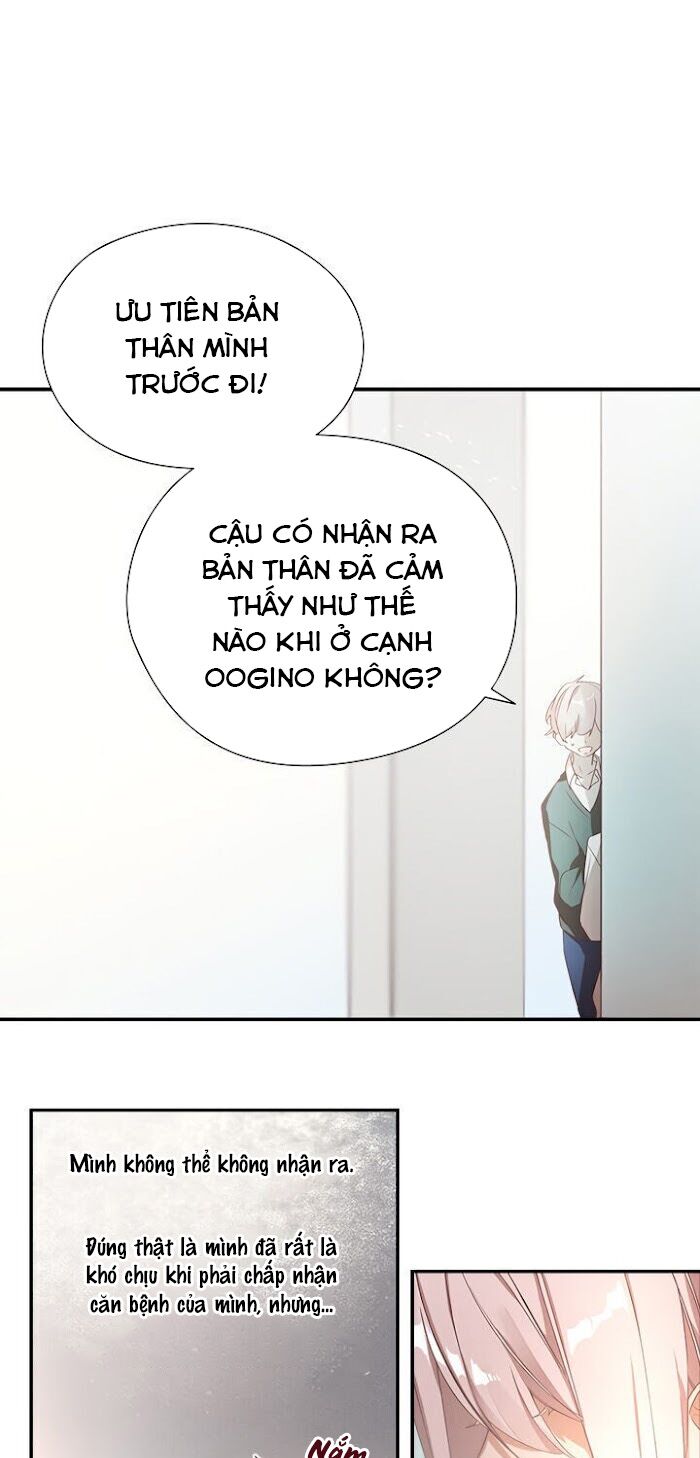 ƯU TIÊN BẢN
THÂN MÌNH
TRƯỚC ĐI!
CẬU CÓ NHẬN RA
BẢN THÂN ĐÃ CẢM
THẤY NHƯ THẾ
NÀO KHI Ở CẠNH
OOGINO KHÔNG?
Mình không thể không nhận ra.
Đúng thật là mình đã rất là
khó chịu khi phải chấp nhận
căn bệnh của mình, nhưng...
Nắm